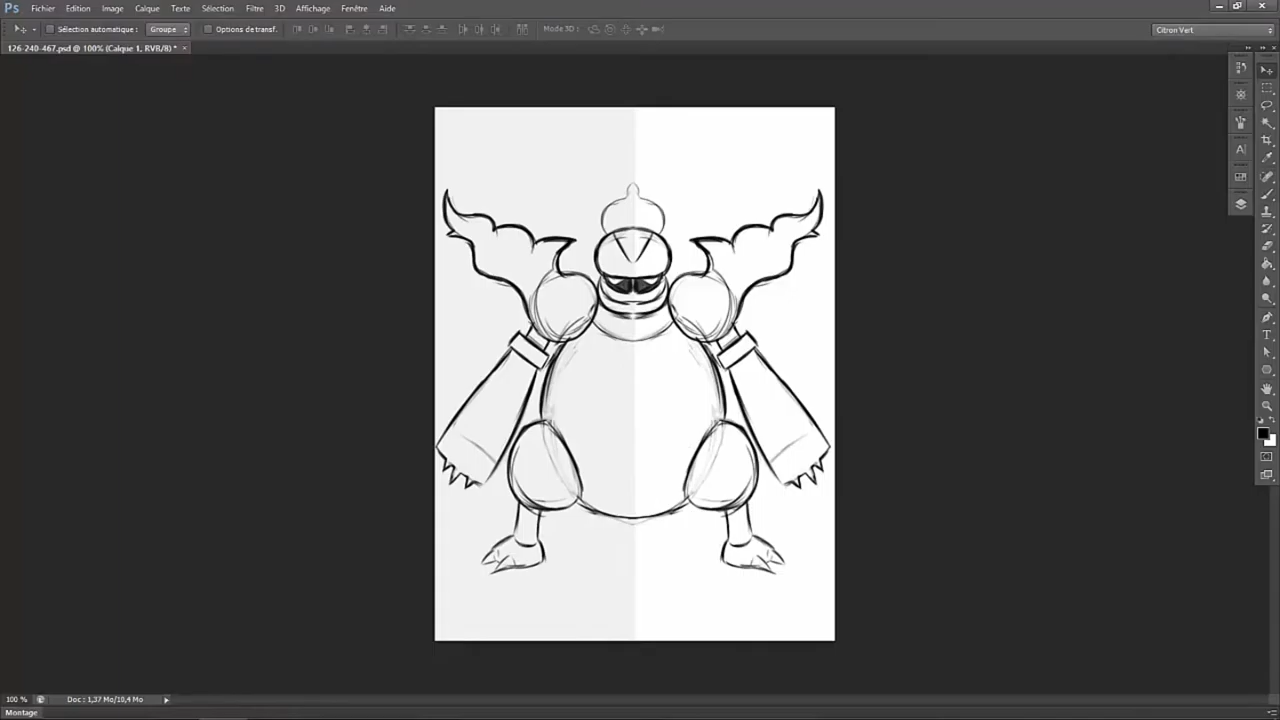 Ps Fichier Edition Image Calque Texte Sélection Filtre 3D Affichage Fenêtre Aide
Sélection automatique : Groupe Options de transf. Mode 3D : Citron Vert
126-240-467.psd @ 100% (Calque 1, RVB/8) * ×
100 % Doc : 1,37 Mo/10,4 Mo
Montage